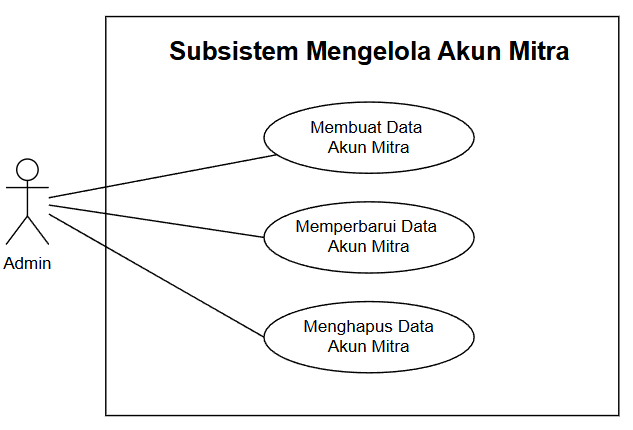 Subsistem Mengelola Akun Mitra
Membuat Data
Akun Mitra
Memperbarui Data
Akun Mitra
Admin
Menghapus Data
Akun Mitra